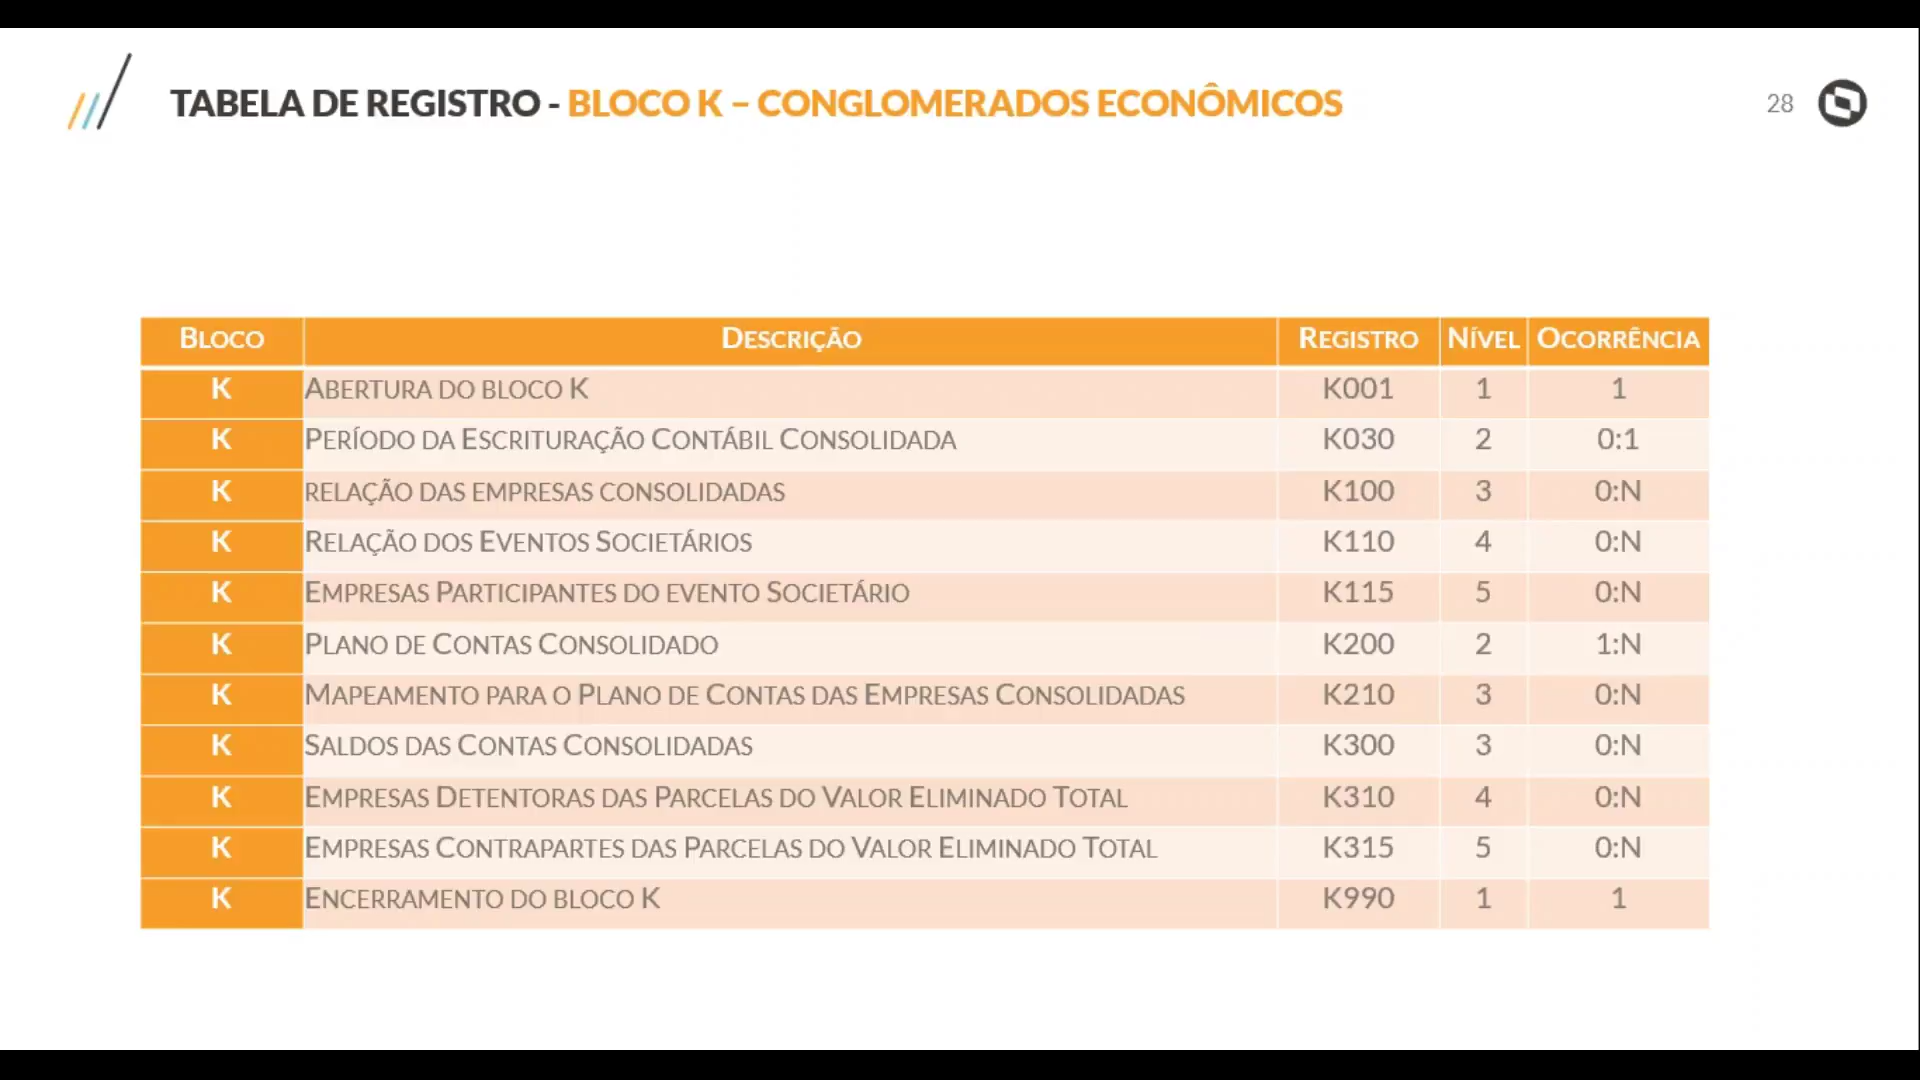 TABELA DE REGISTRO - BLOCO K – CONGLOMERADOS ECONÔMICOS 28
BLOCO DESCRIÇÃO REGISTRO NÍVEL OCORRÊNCIA
K ABERTURA DO BLOCO K K001 1 1
K PERÍODO DA ESCRITURAÇÃO CONTÁBIL CONSOLIDADA K030 2 0:1
K RELAÇÃO DAS EMPRESAS CONSOLIDADAS K100 3 0:N
K RELAÇÃO DOS EVENTOS SOCIETÁRIOS K110 4 0:N
K EMPRESAS PARTICIPANTES DO EVENTO SOCIETÁRIO K115 5 0:N
K PLANO DE CONTAS CONSOLIDADO K200 2 1:N
K MAPEAMENTO PARA O PLANO DE CONTAS DAS EMPRESAS CONSOLIDADAS K210 3 0:N
K SALDOS DAS CONTAS CONSOLIDADAS K300 3 0:N
K EMPRESAS DETENTORAS DAS PARCELAS DO VALOR ELIMINADO TOTAL K310 4 0:N
K EMPRESAS CONTRAPARTES DAS PARCELAS DO VALOR ELIMINADO TOTAL K315 5 0:N
K ENCERRAMENTO DO BLOCO K K990 1 1